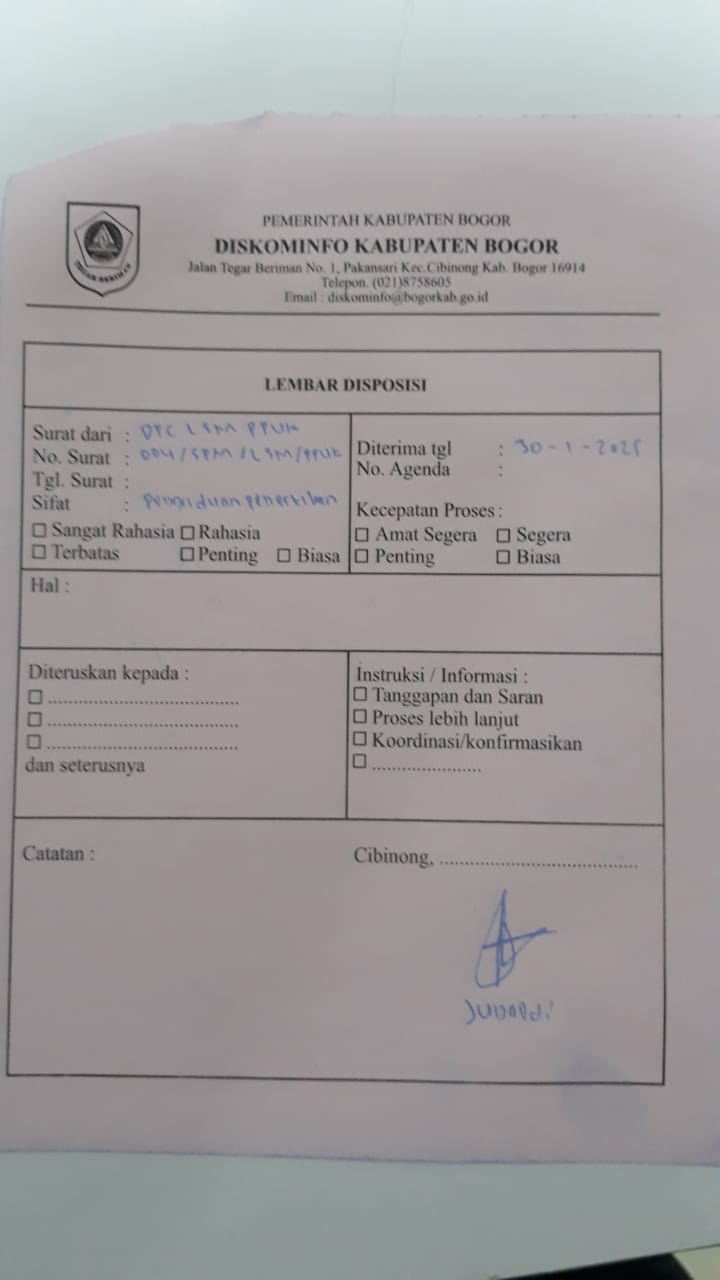 TEGAR BERIMAN
PEMERINTAH KABUPATEN BOGOR
DISKOMINFO KABUPATEN BOGOR
Jalan Tegar Beriman No. 1, Pakansari Kec.Cibinong Kab. Bogor 16914
Telepon. (021)8758605
Email : diskominfo@bogorkab.go.id
LEMBAR DISPOSISI
Surat dari : LSM PPUK
No. Surat : 004/SPM/LSM/PPUK
Tgl. Surat :
Sifat : penertiban
☐ Sangat Rahasia ☐ Rahasia
☐ Terbatas ☐ Penting ☐ Biasa
Diterima tgl : 30-1-2025
No. Agenda :
Kecepatan Proses :
☐ Amat Segera ☐ Segera
☐ Penting ☐ Biasa
Hal :
Diteruskan kepada :
☐ ......................................
☐ ......................................
☐ ......................................
dan seterusnya
Instruksi / Informasi :
☐ Tanggapan dan Saran
☐ Proses lebih lanjut
☐ Koordinasi/konfirmasikan
☐ ......................
Catatan :
Cibinong, ........................................
Junaldi